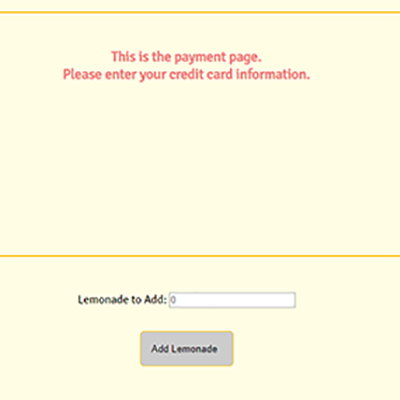 This is the payment page.
Please enter your credit card information.
Lemonade to Add: 0
Add Lemonade